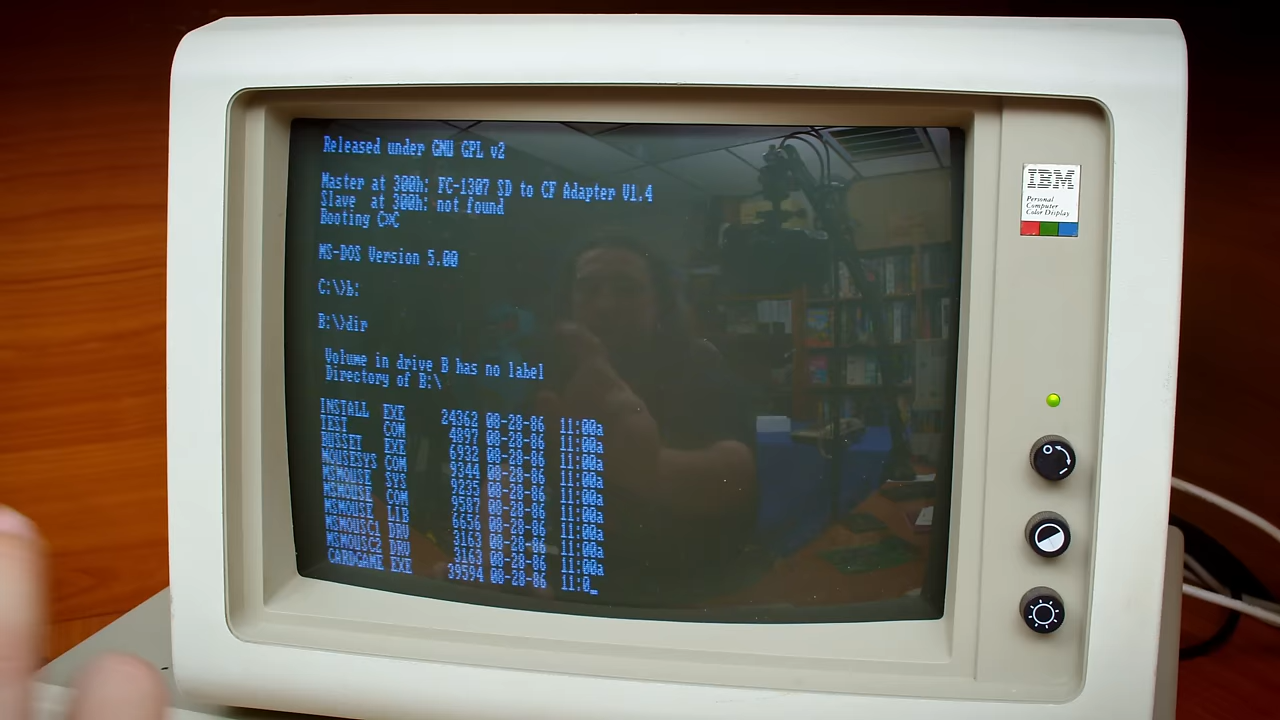 Released under GNU GPL v2
Master at 300h: FC-1307 SD to CF Adapter V1.4
Slave  at 300h: not found
Booting C>C
MS-DOS Version 5.00
C:\>b:
B:\>dir
Volume in drive B has no label
Directory of B:\
INSTALL  EXE     24362 08-28-86  11:00a
TEST     COM      4897 08-28-86  11:00a
BUSSET   EXE      6932 08-28-86  11:00a
MOUSESYS COM      9344 08-28-86  11:00a
MSMOUSE  SYS      9235 08-28-86  11:00a
MSMOUSE  COM      9587 08-28-86  11:00a
MSMOUSE  LIB      6656 08-28-86  11:00a
MSMOUSC1 DRV      3163 08-28-86  11:00a
MSMOUSC2 DRV      3163 08-28-86  11:00a
CARDGAME EXE     39594 08-28-86  11:0_
IBM
Personal
Computer
Color Display